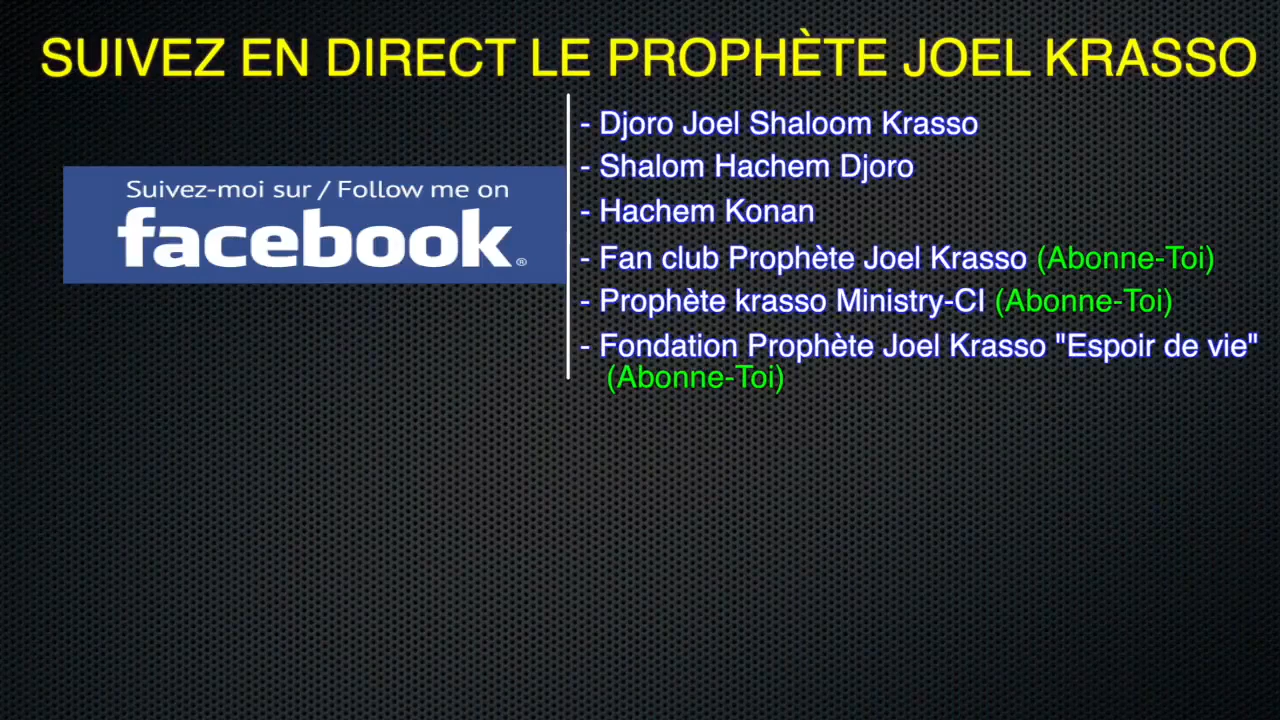 SUIVEZ EN DIRECT LE PROPHÈTE JOEL KRASSO
Suivez-moi sur / Follow me on
facebook®
- Djoro Joel Shaloom Krasso
- Shalom Hachem Djoro
- Hachem Konan
- Fan club Prophète Joel Krasso (Abonne-Toi)
- Prophète krasso Ministry-CI (Abonne-Toi)
- Fondation Prophète Joel Krasso "Espoir de vie"
(Abonne-Toi)